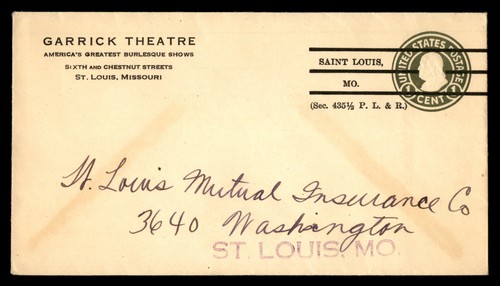 GARRICK THEATRE
AMERICA'S GREATEST BURLESQUE SHOWS
SIXTH AND CHESTNUT STREETS
ST. LOUIS, MISSOURI
SAINT LOUIS,
MO.
(Sec. 435½ P. L. & R.)
UNITED STATES POSTAGE
1 CENT 1
St. Louis Mutual Insurance Co
3640 Washington
ST. LOUIS, MO.